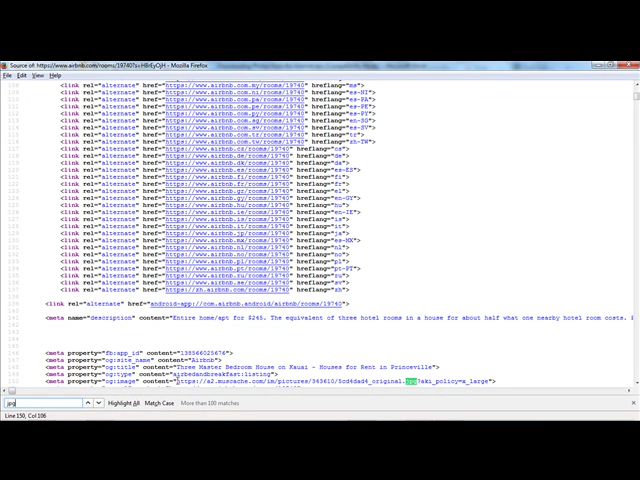 Source of: https://www.airbnb.com/rooms/19740?s=HBrEyOjH - Mozilla Firefox
File Edit View Help
<link rel="alternate" href="https://www.airbnb.com.my/rooms/19740" hreflang="ms">
<link rel="alternate" href="https://www.airbnb.com.ni/rooms/19740" hreflang="es-NI">
<link rel="alternate" href="https://www.airbnb.com.pa/rooms/19740" hreflang="es-PA">
<link rel="alternate" href="https://www.airbnb.com.pe/rooms/19740" hreflang="es-PE">
<link rel="alternate" href="https://www.airbnb.com.py/rooms/19740" hreflang="es-PY">
<link rel="alternate" href="https://www.airbnb.com.sg/rooms/19740" hreflang="en-SG">
<link rel="alternate" href="https://www.airbnb.com.sv/rooms/19740" hreflang="es-SV">
<link rel="alternate" href="https://www.airbnb.com.tr/rooms/19740" hreflang="tr">
<link rel="alternate" href="https://www.airbnb.com.tw/rooms/19740" hreflang="zh-TW">
<link rel="alternate" href="https://www.airbnb.cz/rooms/19740" hreflang="cs">
<link rel="alternate" href="https://www.airbnb.de/rooms/19740" hreflang="de">
<link rel="alternate" href="https://www.airbnb.dk/rooms/19740" hreflang="da">
<link rel="alternate" href="https://www.airbnb.es/rooms/19740" hreflang="es-ES">
<link rel="alternate" href="https://www.airbnb.fi/rooms/19740" hreflang="fi">
<link rel="alternate" href="https://www.airbnb.fr/rooms/19740" hreflang="fr">
<link rel="alternate" href="https://www.airbnb.gr/rooms/19740" hreflang="el">
<link rel="alternate" href="https://www.airbnb.gy/rooms/19740" hreflang="en-GY">
<link rel="alternate" href="https://www.airbnb.hu/rooms/19740" hreflang="hu">
<link rel="alternate" href="https://www.airbnb.ie/rooms/19740" hreflang="en-IE">
<link rel="alternate" href="https://www.airbnb.is/rooms/19740" hreflang="is">
<link rel="alternate" href="https://www.airbnb.it/rooms/19740" hreflang="it">
<link rel="alternate" href="https://www.airbnb.jp/rooms/19740" hreflang="ja">
<link rel="alternate" href="https://www.airbnb.mx/rooms/19740" hreflang="es-MX">
<link rel="alternate" href="https://www.airbnb.nl/rooms/19740" hreflang="nl">
<link rel="alternate" href="https://www.airbnb.no/rooms/19740" hreflang="no">
<link rel="alternate" href="https://www.airbnb.pl/rooms/19740" hreflang="pl">
<link rel="alternate" href="https://www.airbnb.pt/rooms/19740" hreflang="pt-PT">
<link rel="alternate" href="https://www.airbnb.ru/rooms/19740" hreflang="ru">
<link rel="alternate" href="https://www.airbnb.se/rooms/19740" hreflang="sv">
<link rel="alternate" href="https://zh.airbnb.com/rooms/19740" hreflang="zh">
<link rel="alternate" href="android-app://com.airbnb.android/airbnb/rooms/19740">
<meta name="description" content="Entire home/apt for $245. The equivalent of three hotel rooms in a house for about half what one nearby hotel room costs.
<meta property="fb:app_id" content="138566025676">
<meta property="og:site_name" content="Airbnb">
<meta property="og:title" content="Three Master Bedroom House on Kauai - Houses for Rent in Princeville">
<meta property="og:type" content="airbedandbreakfast:listing">
<meta property="og:image" content="https://a2.muscache.com/im/pictures/343610/5cd4dad4_original.jpg?aki_policy=x_large">
jpg Highlight All Match Case More than 100 matches
Line 150, Col 106